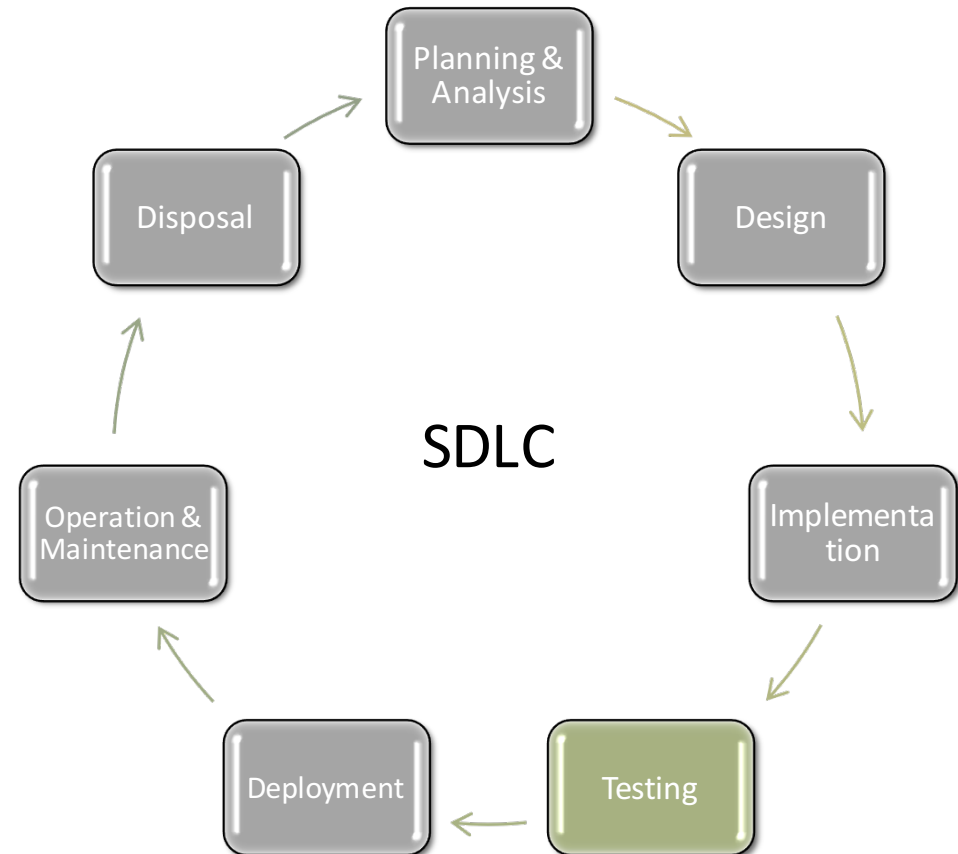 Planning &
Analysis
Design
Implementa
tion
Testing
Deployment
Operation &
Maintenance
Disposal
SDLC